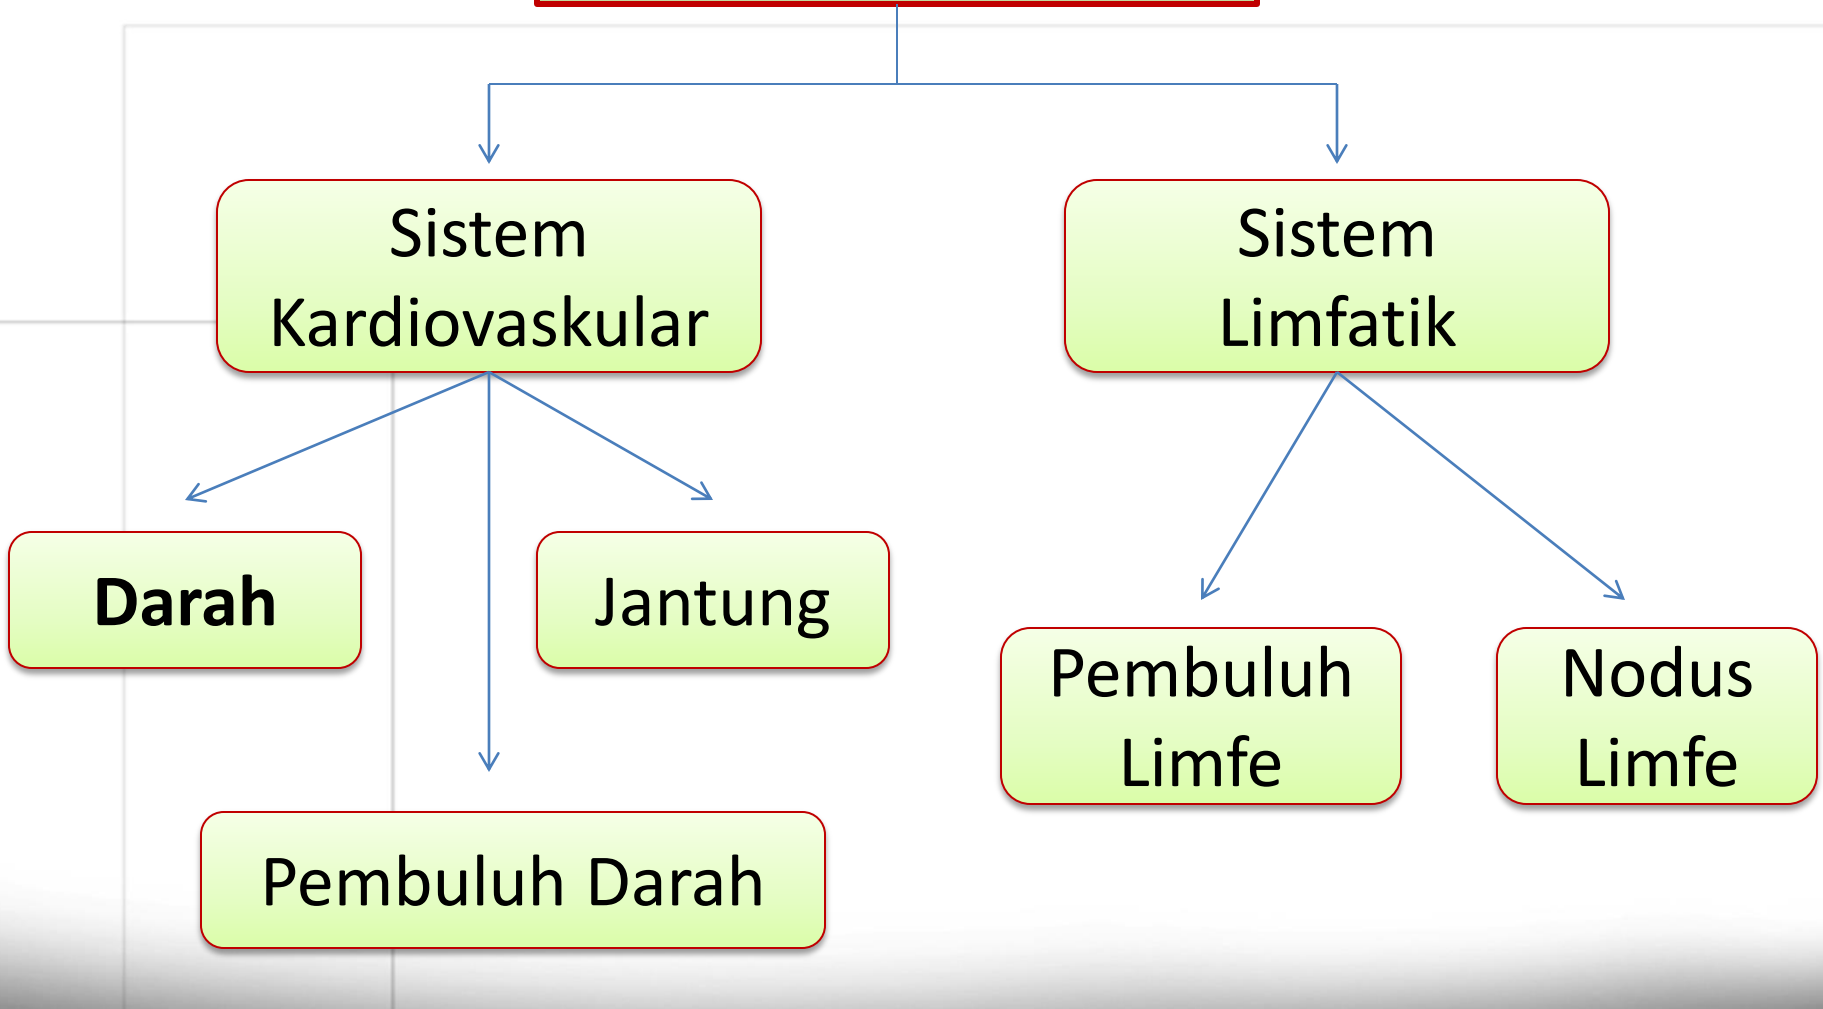 Sistem
Kardiovaskular
Sistem
Limfatik
Darah
Jantung
Pembuluh
Limfe
Nodus
Limfe
Pembuluh Darah